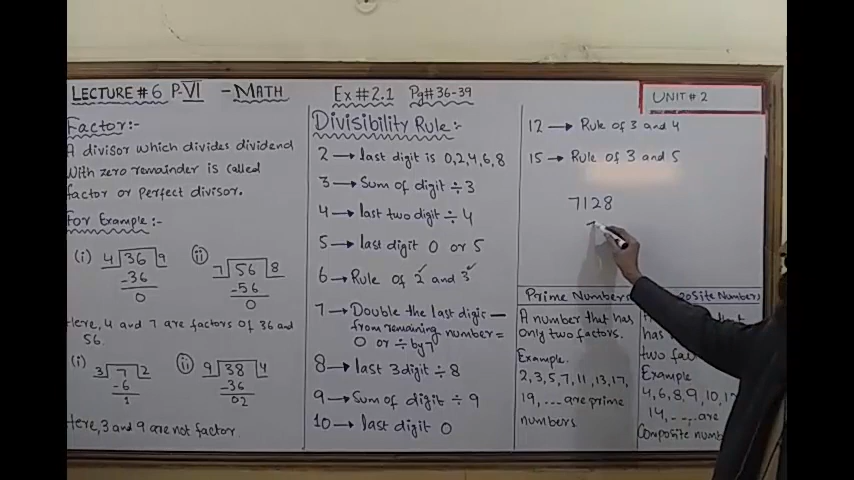 LECTURE # 6 P-VI - MATH
Ex # 2.1 Pg# 36-39
UNIT # 2
Factor:-
A divisor which divides dividend
with zero remainder is called
factor or perfect divisor.
For Example:-
(i) 4 36 9
-36
0
(ii) 7 56 8
-56
0
Here, 4 and 7 are factors of 36 and
56.
(i) 3 7 2
-6
1
(ii) 9 38 4
-36
02
Here, 3 and 9 are not factor.
Divisibility Rule:-
2 → last digit is 0,2,4,6,8
3 → Sum of digit ÷ 3
4 → last two digit ÷ 4
5 → last digit 0 or 5
6 → Rule of 2 ✓ and 3 ✓
7 → Double the last digit —
from remaining number =
0 or ÷ by 7
8 → last 3 digit ÷ 8
9 → Sum of digit ÷ 9
10 → last digit 0
12 → Rule of 3 and 4
15 → Rule of 3 and 5
7128
Prime Numbers
A number that has
only two factors.
Example.
2,3,5,7,11,13,17,
19, --- are prime
numbers.
Numbers
that
has
two
Example
4,6,8,9,10,12
14, --- are
Composite